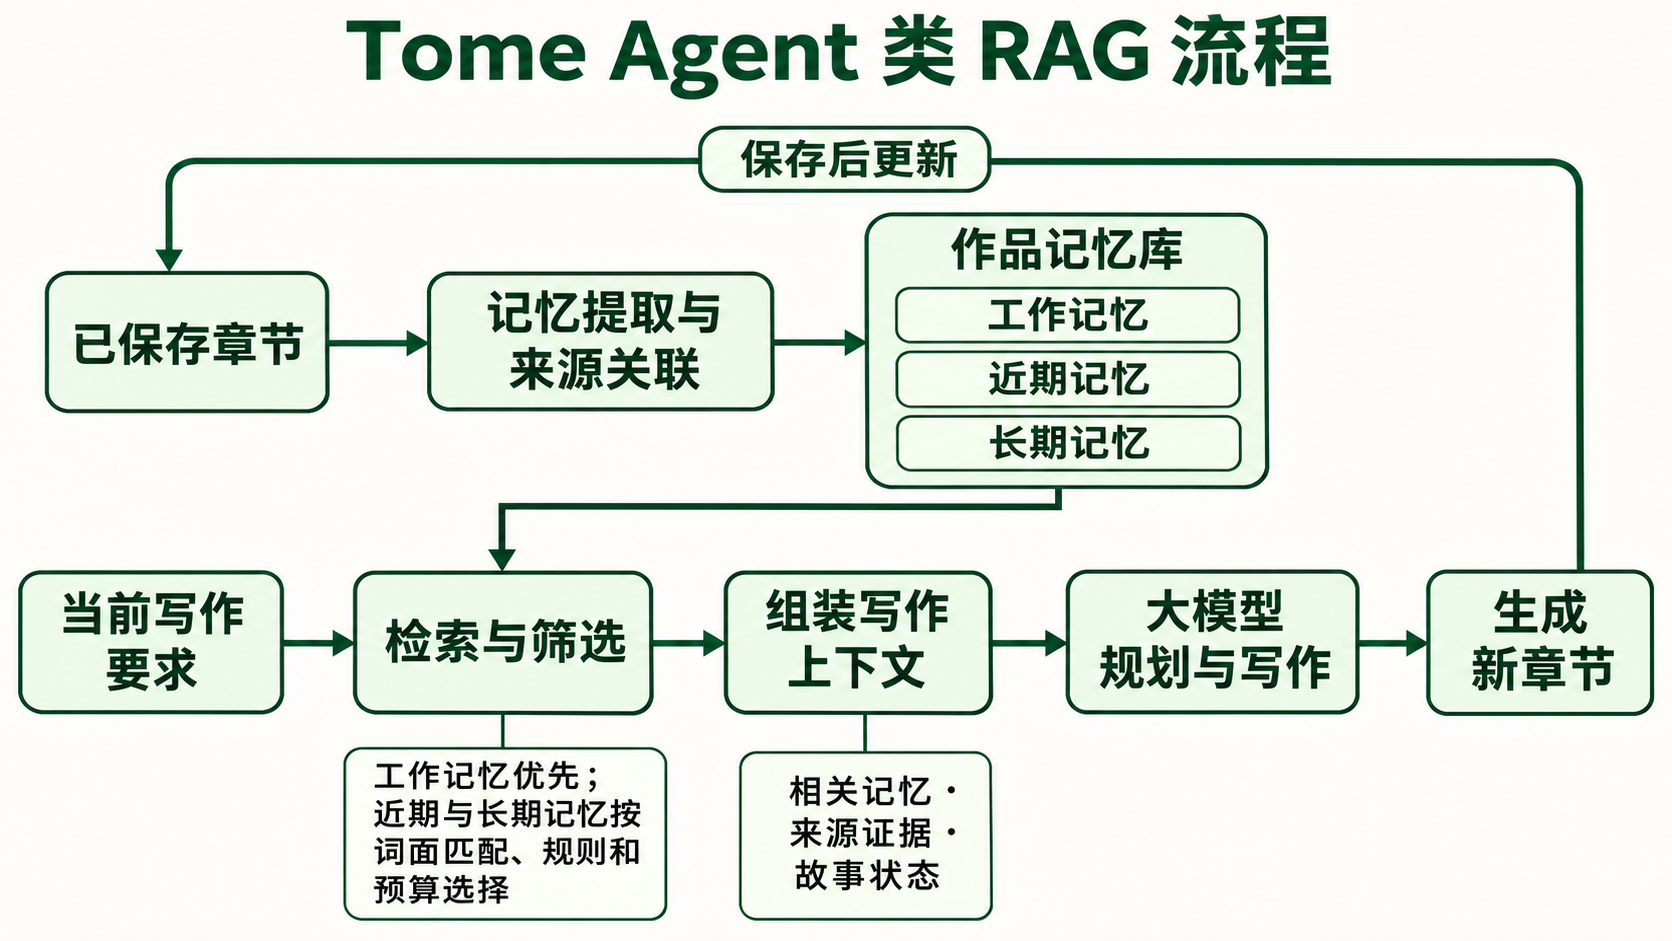 Tome Agent 类 RAG 流程
保存后更新
已保存章节
记忆提取与
来源关联
作品记忆库
工作记忆
近期记忆
长期记忆
当前写作
要求
检索与筛选
组装写作
上下文
大模型
规划与写作
生成
新章节
工作记忆优先；
近期与长期记忆按
词面匹配、规则和
预算选择
相关记忆·
来源证据·
故事状态